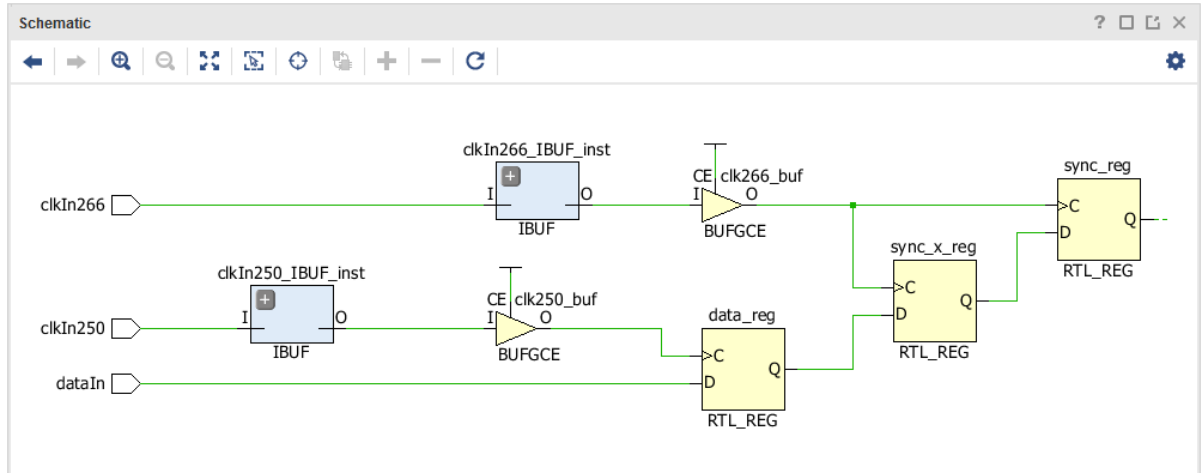 Schematic
?
clkIn266_IBUF_inst
I
O
IBUF
CE clk266_buf
I
O
BUFGCE
clkIn266
sync_reg
C
D
Q
RTL_REG
sync_x_reg
C
D
Q
RTL_REG
clkIn250_IBUF_inst
I
O
IBUF
CE clk250_buf
I
O
BUFGCE
clkIn250
data_reg
C
D
Q
RTL_REG
dataIn